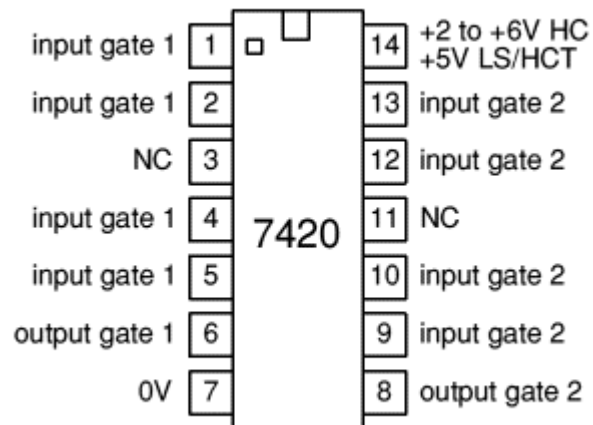 input gate 1 1
input gate 1 2
NC 3
input gate 1 4
input gate 1 5
output gate 1 6
0V 7
7420
14 +2 to +6V HC
+5V LS/HCT
13 input gate 2
12 input gate 2
11 NC
10 input gate 2
9 input gate 2
8 output gate 2